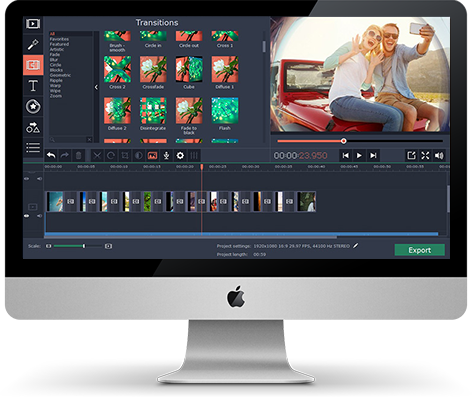 Transitions
All
Favorites
Featured
Artistic
Fade
Blur
Circle
Blocks
Geometric
Ripple
Warp
Wipe
Zoom
Brush - smooth
Circle in
Circle out
Cross 1
Cross 2
Crossfade
Cube
Diffuse 1
Diffuse 2
Disintegrate
Fade to black
Flash
00:00:23.950
Scale:
Project settings: 1920x1080 16:9 29.97 FPS, 44100 Hz STEREO
Project length: 00:59
Export